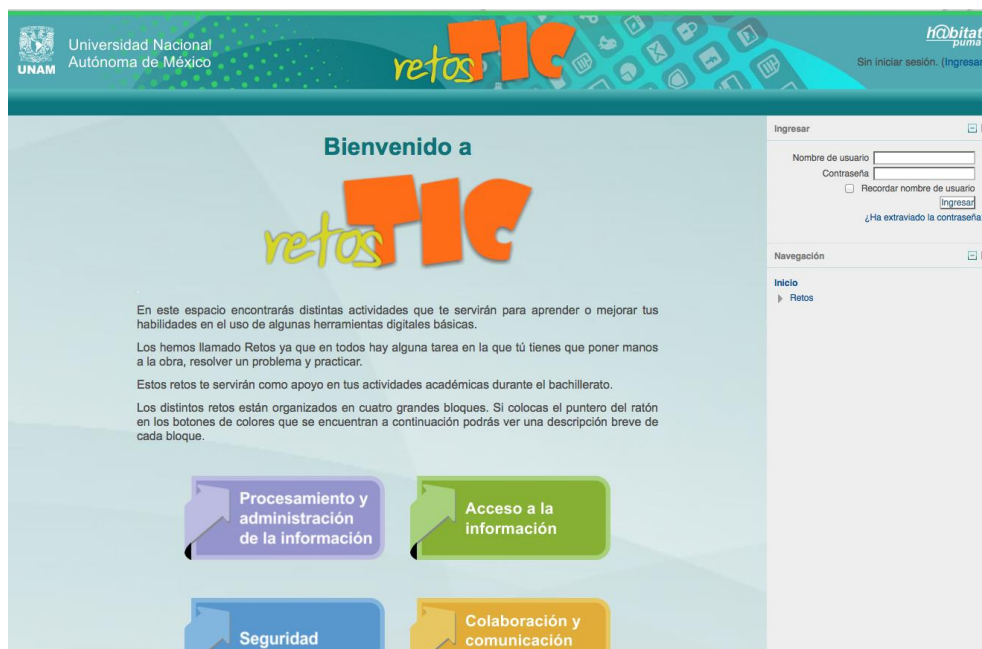 UNAM
Universidad Nacional
Autónoma de México
retos TIC
h@bitat
puma
Sin iniciar sesión. (Ingresar
Bienvenido a
retos TIC
En este espacio encontrarás distintas actividades que te servirán para aprender o mejorar tus
habilidades en el uso de algunas herramientas digitales básicas.
Los hemos llamado Retos ya que en todos hay alguna tarea en la que tú tienes que poner manos
a la obra, resolver un problema y practicar.
Estos retos te servirán como apoyo en tus actividades académicas durante el bachillerato.
Los distintos retos están organizados en cuatro grandes bloques. Si colocas el puntero del ratón
en los botones de colores que se encuentran a continuación podrás ver una descripción breve de
cada bloque.
Procesamiento y
administración
de la información
Acceso a la
información
Seguridad
Colaboración y
comunicación
Ingresar
Nombre de usuario
Contraseña
Recordar nombre de usuario
Ingresar
¿Ha extraviado la contraseña
Navegación
Inicio
Retos